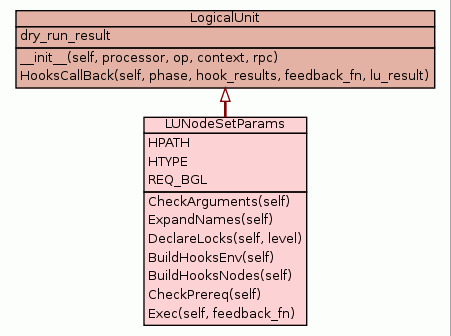 LogicalUnit
dry_run_result
__init__(self, processor, op, context, rpc)
HooksCallBack(self, phase, hook_results, feedback_fn, lu_result)
LUNodeSetParams
HPATH
HTYPE
REQ_BGL
CheckArguments(self)
ExpandNames(self)
DeclareLocks(self, level)
BuildHooksEnv(self)
BuildHooksNodes(self)
CheckPrereq(self)
Exec(self, feedback_fn)